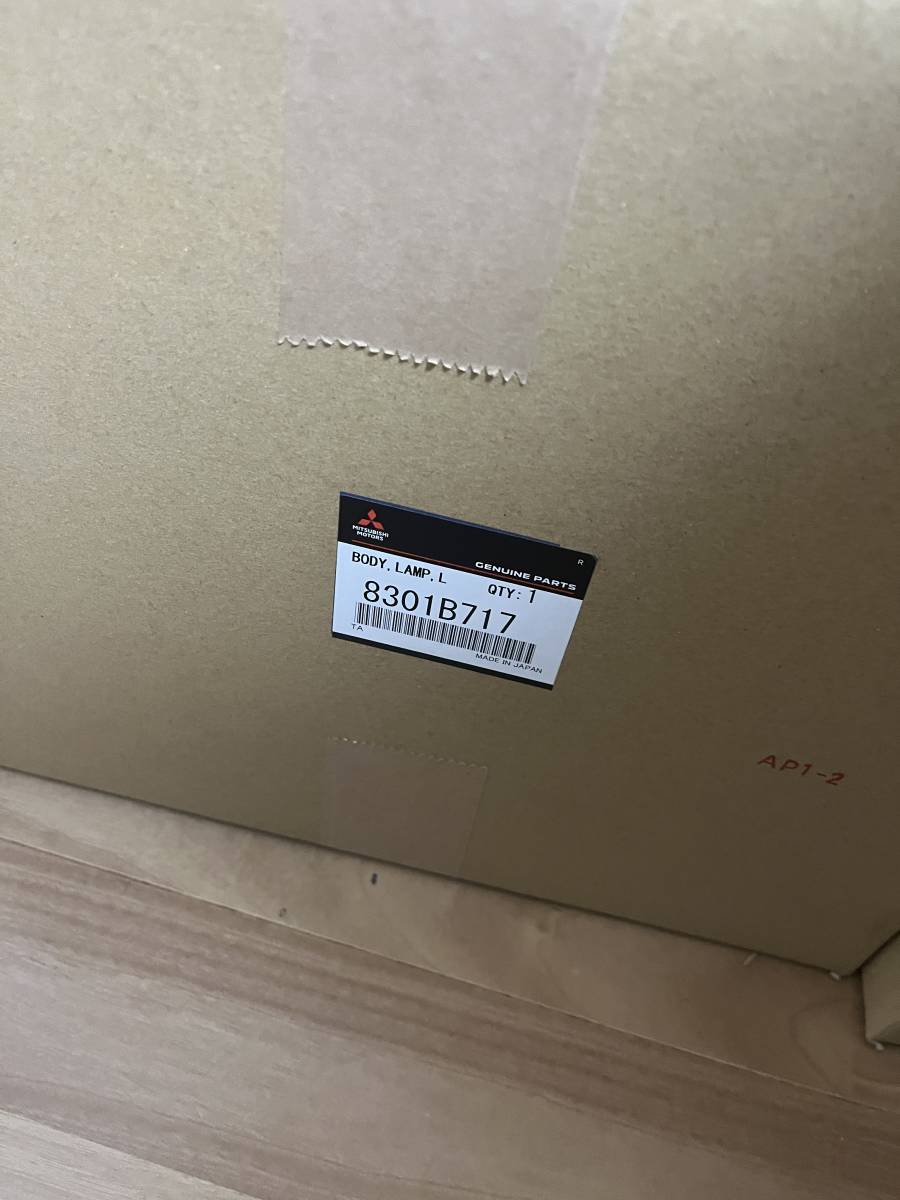 MITSUBISHI
MOTORS
R
GENUINE PARTS
BODY,LAMP,L
QTY: 1
8301B717
TA
MADE IN JAPAN
AP1-2